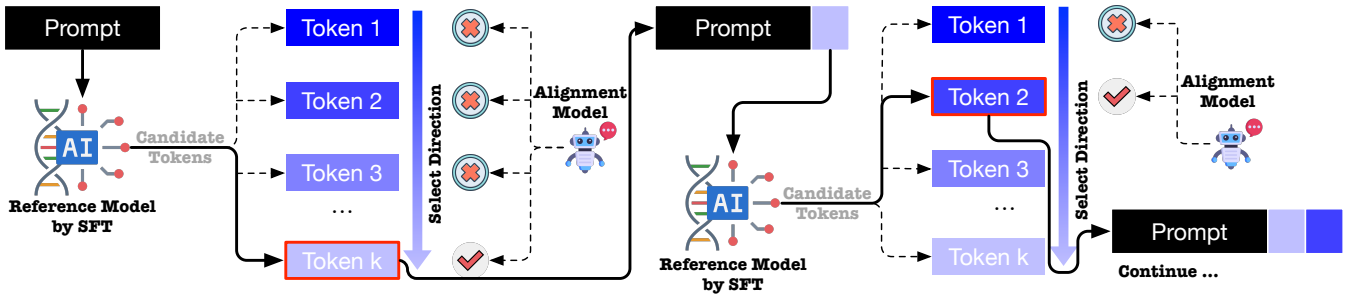 Prompt
AI
Reference Model
by SFT
Candidate
Tokens
Token 1
Token 2
Token 3
...
Token k
Select Direction
Alignment
Model
Prompt
AI
Reference Model
by SFT
Candidate
Tokens
Token 1
Token 2
Token 3
...
Token k
Select Direction
Alignment
Model
Prompt
Continue ...